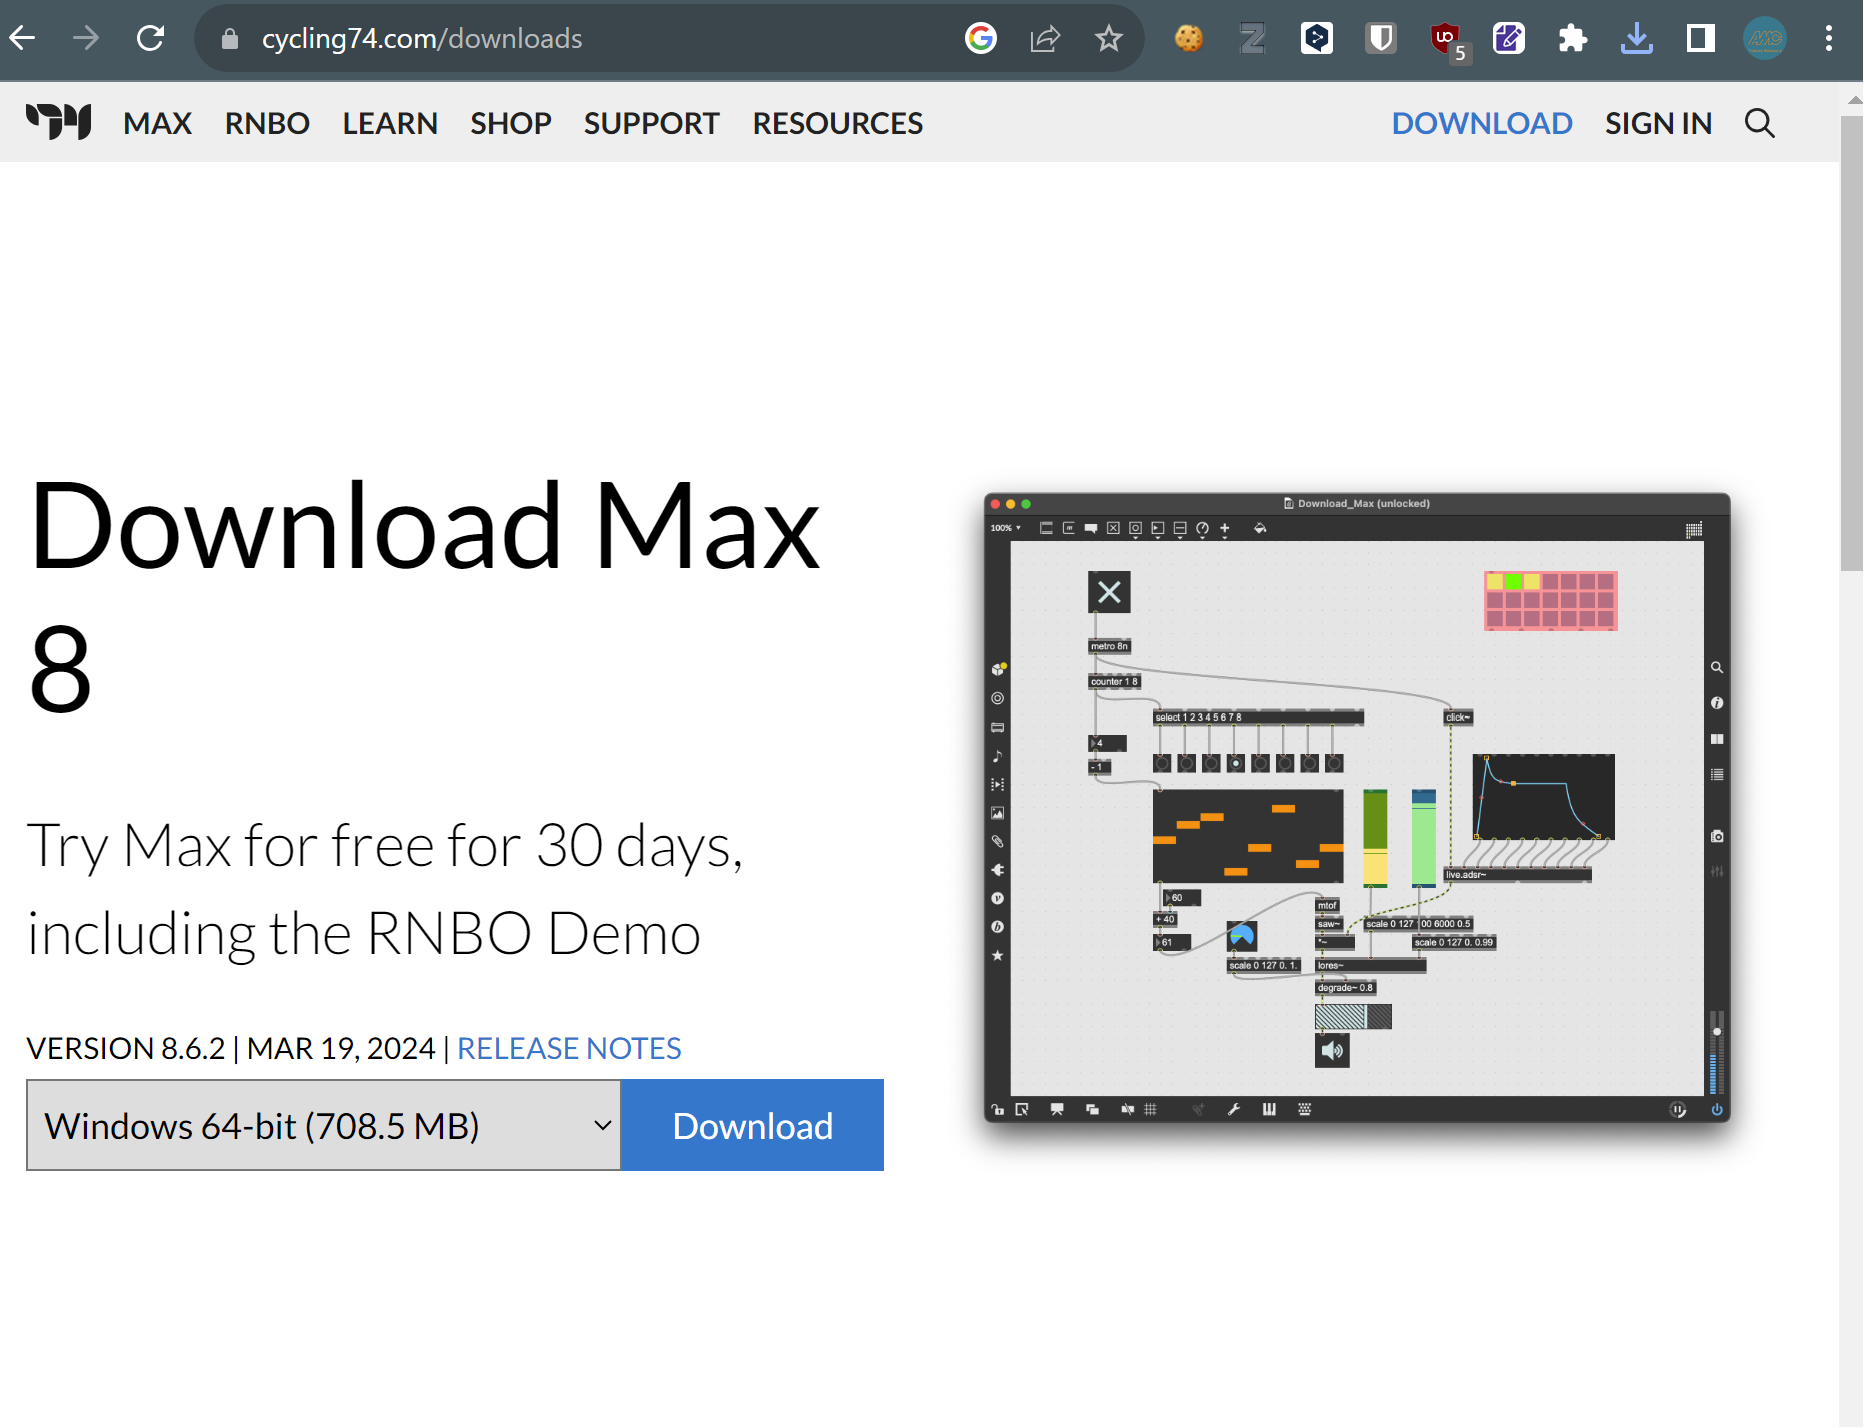 cycling74.com/downloads
5
MAX RNBO LEARN SHOP SUPPORT RESOURCES DOWNLOAD SIGN IN
Download Max
8
Try Max for free for 30 days,
including the RNBO Demo
VERSION 8.6.2 | MAR 19, 2024 | RELEASE NOTES
Windows 64-bit (708.5 MB)
Download
Download_Max (unlocked)
100%
metro 8n
counter 1 8
select 1 2 3 4 5 6 7 8
click~
4
- 1
live.adsr~
60
+ 40
61
mtof
saw~
scale 0 127 100 6000 0.5
*~
scale 0 127 0. 0.99
scale 0 127 0. 1.
lores~
degrade~ 0.8